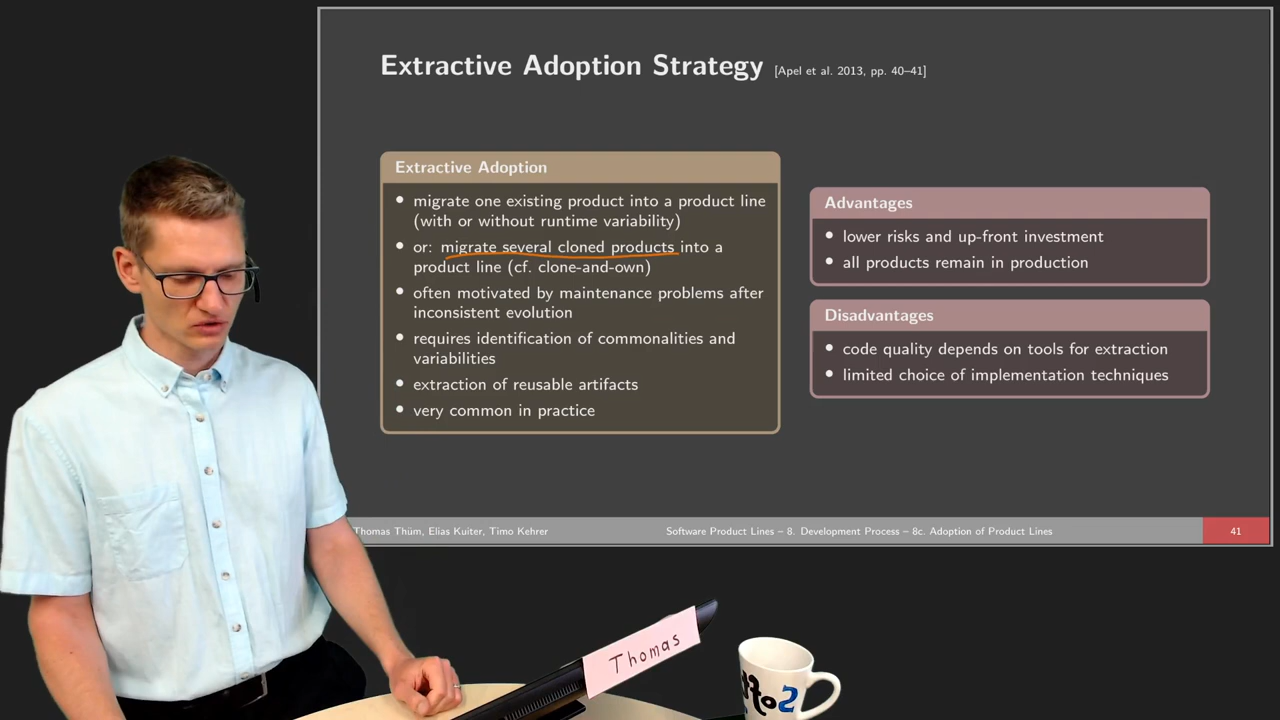 Extractive Adoption Strategy [Apel et al. 2013, pp. 40–41]
Extractive Adoption
• migrate one existing product into a product line
(with or without runtime variability)
• or: migrate several cloned products into a
product line (cf. clone-and-own)
• often motivated by maintenance problems after
inconsistent evolution
• requires identification of commonalities and
variabilities
• extraction of reusable artifacts
• very common in practice
Advantages
• lower risks and up-front investment
• all products remain in production
Disadvantages
• code quality depends on tools for extraction
• limited choice of implementation techniques
Thomas Thüm, Elias Kuiter, Timo Kehrer
Software Product Lines – 8. Development Process – 8c. Adoption of Product Lines
41
Thomas